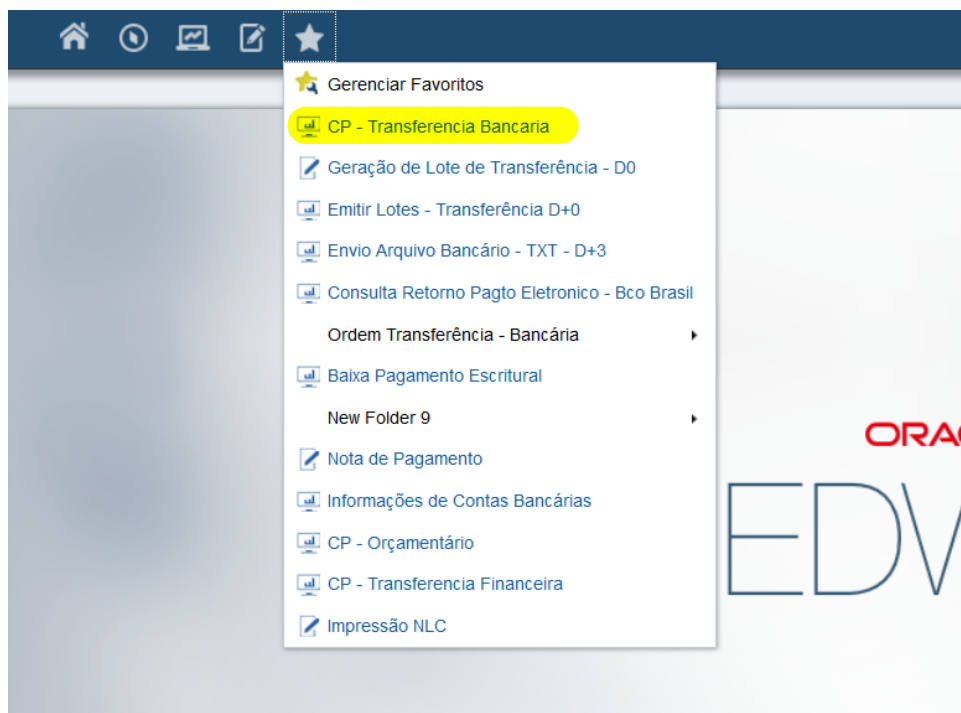 Gerenciar Favoritos
CP - Transferencia Bancaria
Geração de Lote de Transferência - D0
Emitir Lotes - Transferência D+0
Envio Arquivo Bancário - TXT - D+3
Consulta Retorno Pagto Eletronico - Bco Brasil
Ordem Transferência - Bancária
Baixa Pagamento Escritural
New Folder 9
Nota de Pagamento
Informações de Contas Bancárias
CP - Orçamentário
CP - Transferencia Financeira
Impressão NLC
ORA
EDW